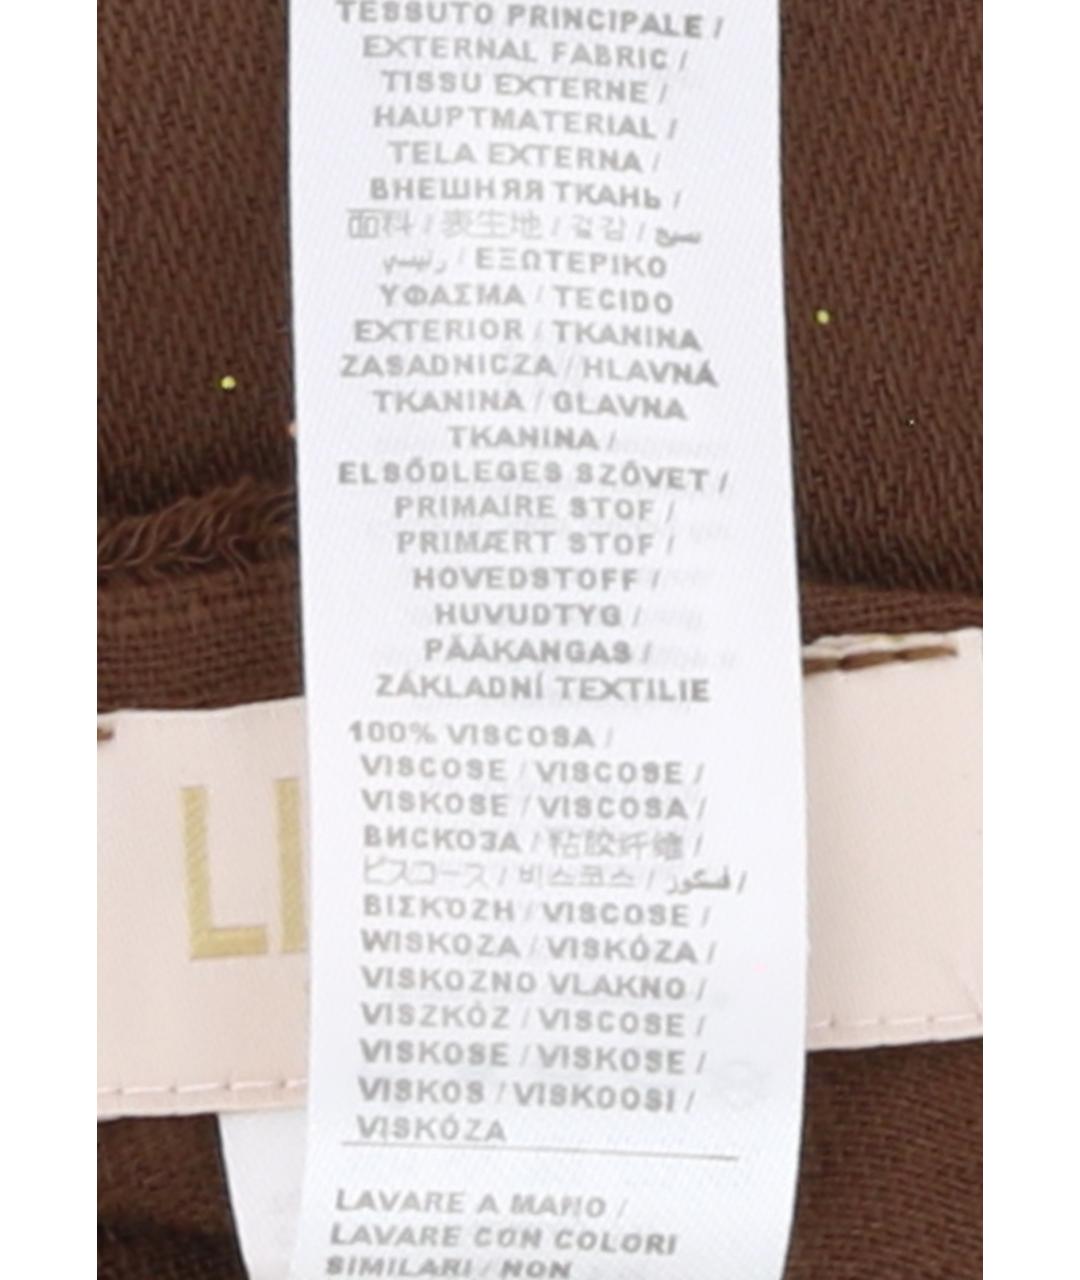 TESSUTO PRINCIPALE /
EXTERNAL FABRIC /
TISSU EXTERNE /
HAUPTMATERIAL /
TELA EXTERNA /
ВНЕШНЯЯ ТКАНЬ /
面料 / 表生地 / 겉감 / نسيج
رئيسي / ΕΞΩΤΕΡΙΚΟ
ΥΦΑΣΜΑ / TECIDO
EXTERIOR / TKANINA
ZASADNICZA / HLAVNÁ
TKANINA / GLAVNA
TKANINA /
ELSŐDLEGES SZÖVET /
PRIMAIRE STOF /
PRIMÆRT STOF /
HOVEDSTOFF /
HUVUDTYG /
PÄÄKANGAS /
ZÁKLADNÍ TEXTILIE
100% VISCOSA /
VISCOSE / VISCOSE /
VISKOSE / VISCOSA /
ВИСКОЗА / 粘胶纤维 /
ビスコース / 비스코스 / فسكوز /
ΒΙΣΚΌΖΗ / VISCOSE /
WISKOZA / VISKÓZA /
VISKOZNO VLAKNO /
VISZKÓZ / VISCOSE /
VISKOSE / VISKOSE /
VISKOS / VISKOOSI /
VISKÓZA
LI
LAVARE A MANO /
LAVARE CON COLORI
SIMILARI / NON